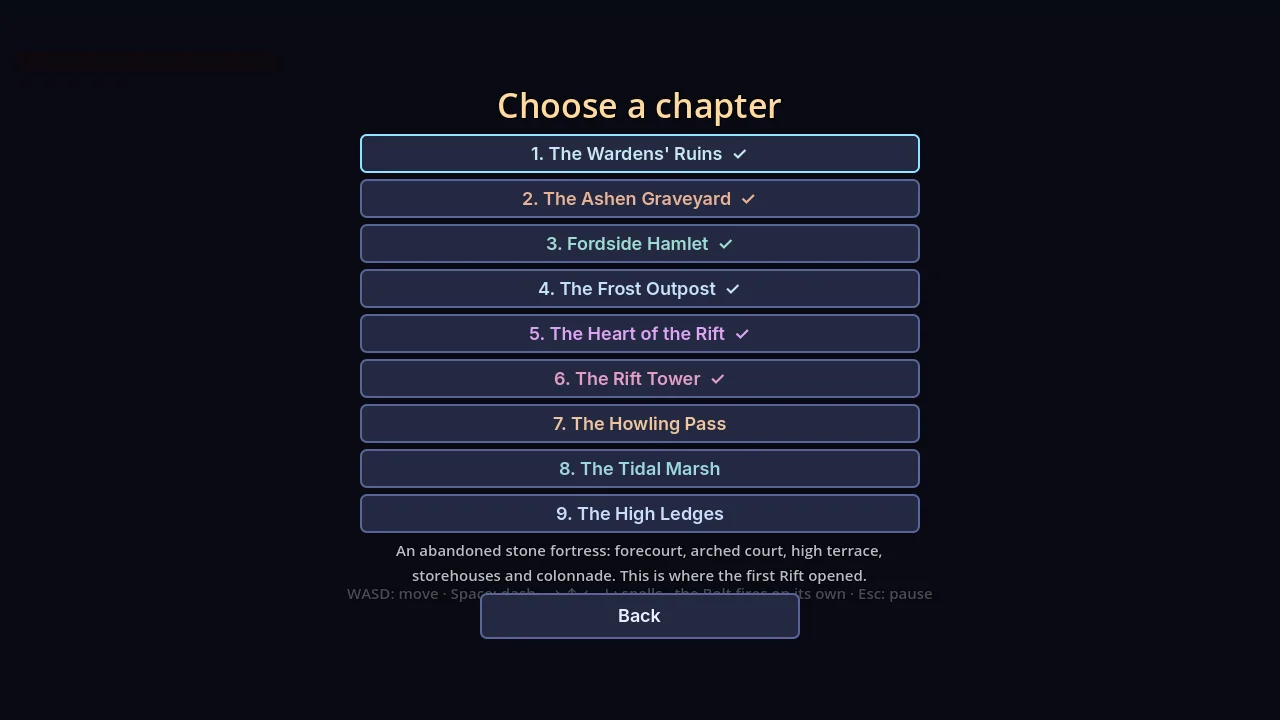 Choose a chapter
1. The Wardens' Ruins ✓
2. The Ashen Graveyard ✓
3. Fordside Hamlet ✓
4. The Frost Outpost ✓
5. The Heart of the Rift ✓
6. The Rift Tower ✓
7. The Howling Pass
8. The Tidal Marsh
9. The High Ledges
An abandoned stone fortress: forecourt, arched court, high terrace,
storehouses and colonnade. This is where the first Rift opened.
WASD: move · Space: dash · spells · the Bolt fires on its own · Esc: pause
Back